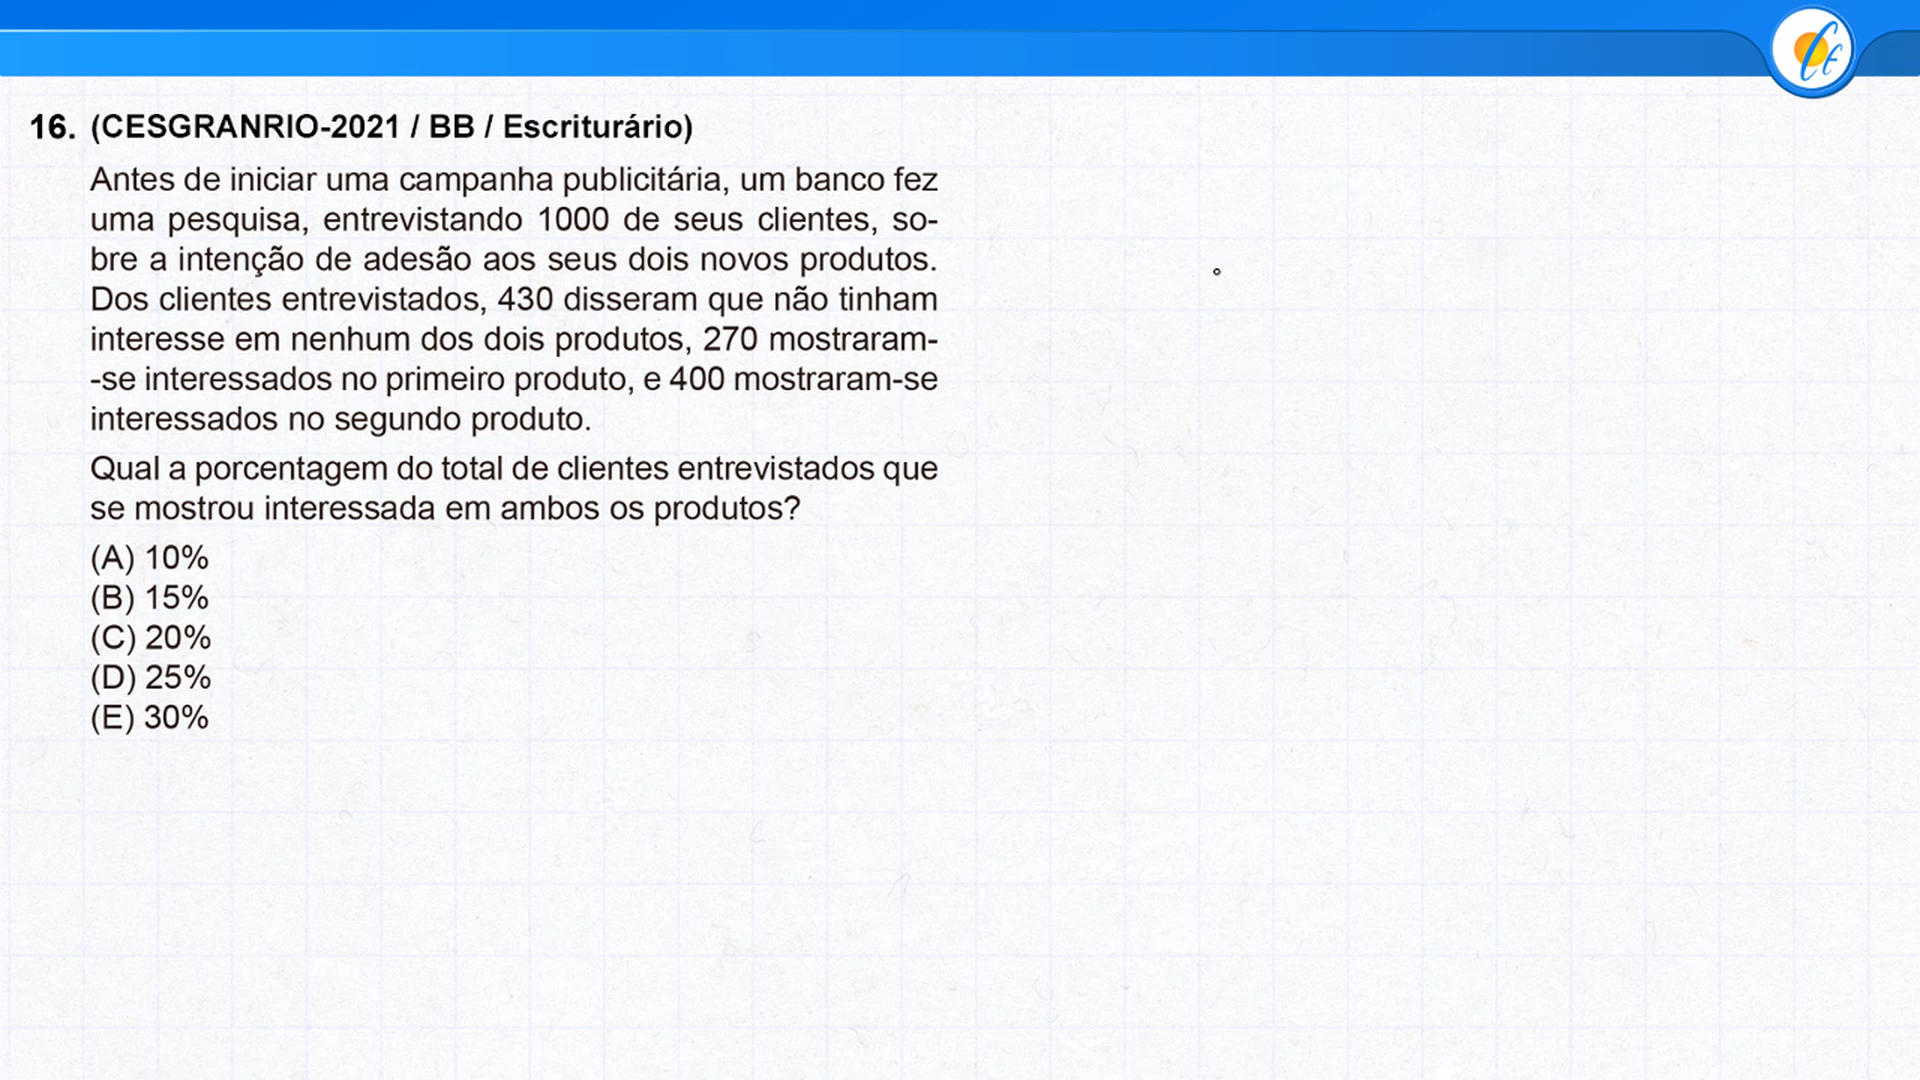 16. (CESGRANRIO-2021 / BB / Escriturário)
Antes de iniciar uma campanha publicitária, um banco fez
uma pesquisa, entrevistando 1000 de seus clientes, so-
bre a intenção de adesão aos seus dois novos produtos.
Dos clientes entrevistados, 430 disseram que não tinham
interesse em nenhum dos dois produtos, 270 mostraram-
-se interessados no primeiro produto, e 400 mostraram-se
interessados no segundo produto.
Qual a porcentagem do total de clientes entrevistados que
se mostrou interessada em ambos os produtos?
(A) 10%
(B) 15%
(C) 20%
(D) 25%
(E) 30%